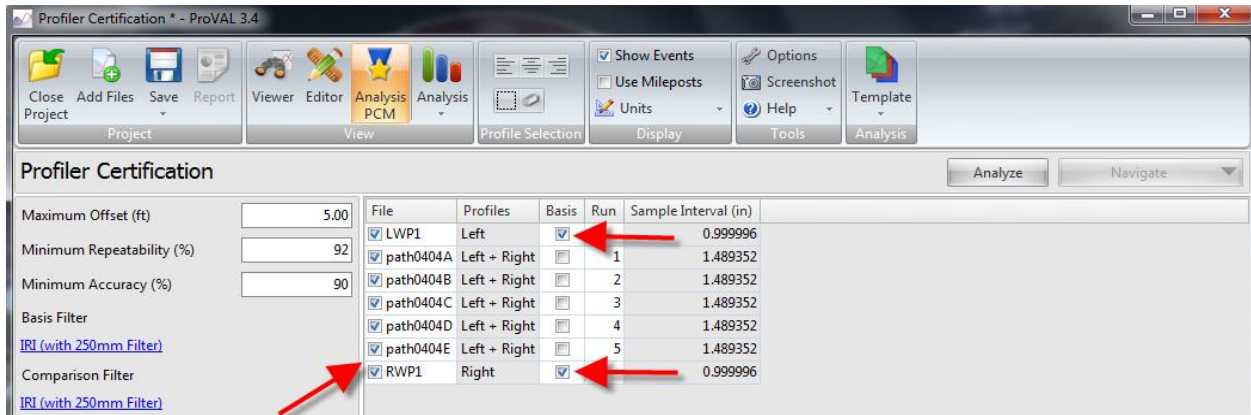 Profiler Certification * - ProVAL 3.4
Close Project
Add Files
Save
Report
Project
Viewer
Editor
Analysis PCM
Analysis
View
Profile Selection
Show Events
Use Mileposts
Units
Display
Options
Screenshot
Help
Tools
Template
Analysis
Profiler Certification
Analyze
Navigate
Maximum Offset (ft) 5.00
Minimum Repeatability (%) 92
Minimum Accuracy (%) 90
Basis Filter
IRI (with 250mm Filter)
Comparison Filter
IRI (with 250mm Filter)
File Profiles Basis Run Sample Interval (in)
LWP1 Left 0.999996
path0404A Left + Right 1 1.489352
path0404B Left + Right 2 1.489352
path0404C Left + Right 3 1.489352
path0404D Left + Right 4 1.489352
path0404E Left + Right 5 1.489352
RWP1 Right 0.999996